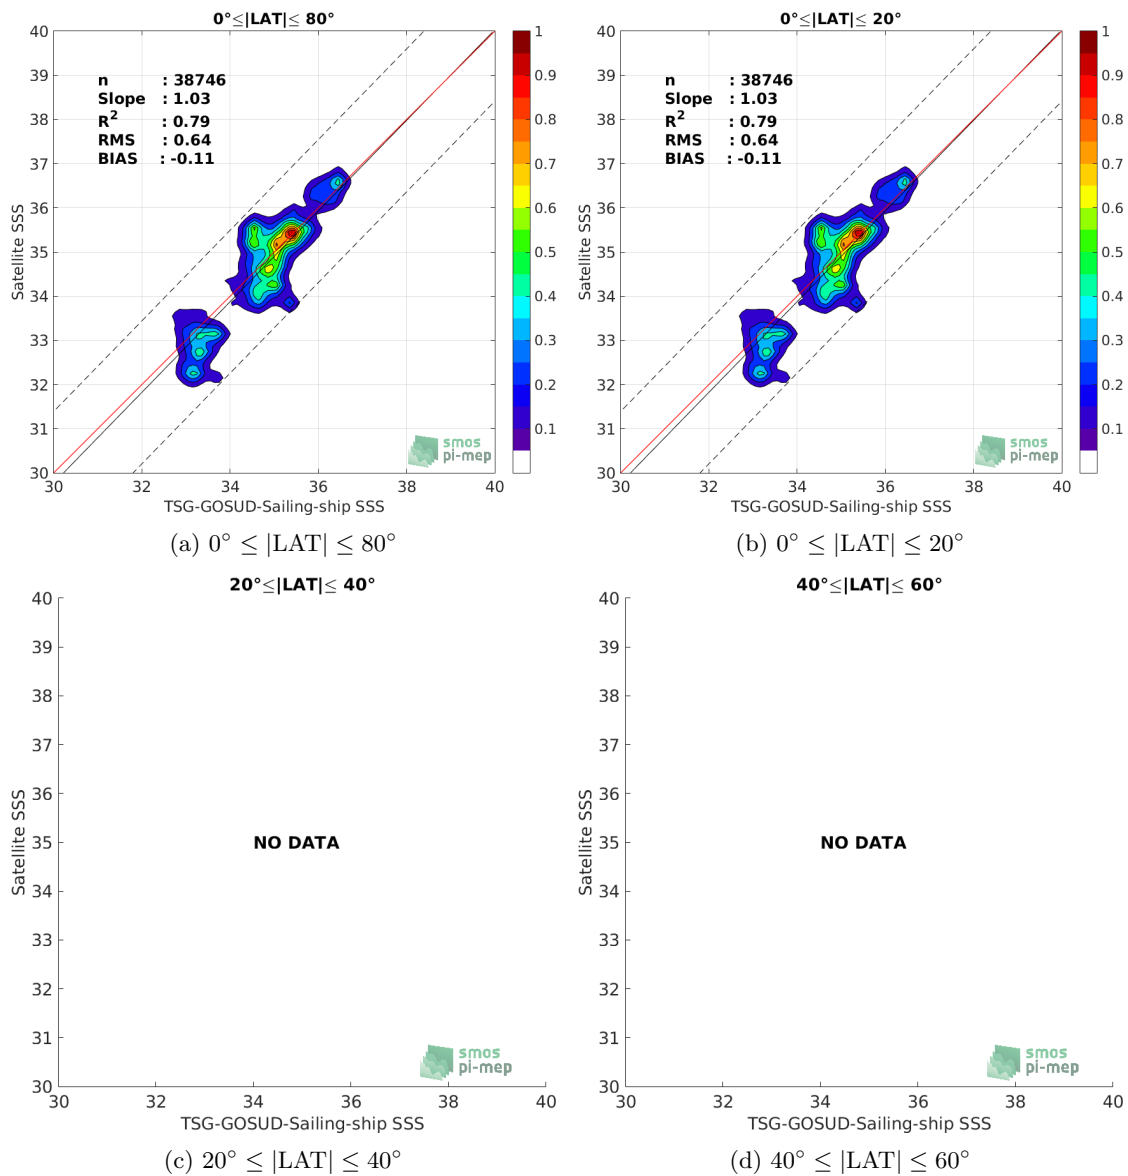 0°≤|LAT|≤ 80°
40
39
38
37
36
35
34
33
32
31
30
Satellite SSS
n : 38746
Slope : 1.03
R² : 0.79
RMS : 0.64
BIAS : -0.11
1
0.9
0.8
0.7
0.6
0.5
0.4
0.3
0.2
0.1
smos
pi-mep
30 32 34 36 38 40
TSG-GOSUD-Sailing-ship SSS
(a) 0° ≤ |LAT| ≤ 80°
0°≤|LAT|≤ 20°
40
39
38
37
36
35
34
33
32
31
30
Satellite SSS
n : 38746
Slope : 1.03
R² : 0.79
RMS : 0.64
BIAS : -0.11
1
0.9
0.8
0.7
0.6
0.5
0.4
0.3
0.2
0.1
smos
pi-mep
30 32 34 36 38 40
TSG-GOSUD-Sailing-ship SSS
(b) 0° ≤ |LAT| ≤ 20°
20°≤|LAT|≤ 40°
40
39
38
37
36
35
34
33
32
31
30
Satellite SSS
NO DATA
smos
pi-mep
30 32 34 36 38 40
TSG-GOSUD-Sailing-ship SSS
(c) 20° ≤ |LAT| ≤ 40°
40°≤|LAT|≤ 60°
40
39
38
37
36
35
34
33
32
31
30
Satellite SSS
NO DATA
smos
pi-mep
30 32 34 36 38 40
TSG-GOSUD-Sailing-ship SSS
(d) 40° ≤ |LAT| ≤ 60°